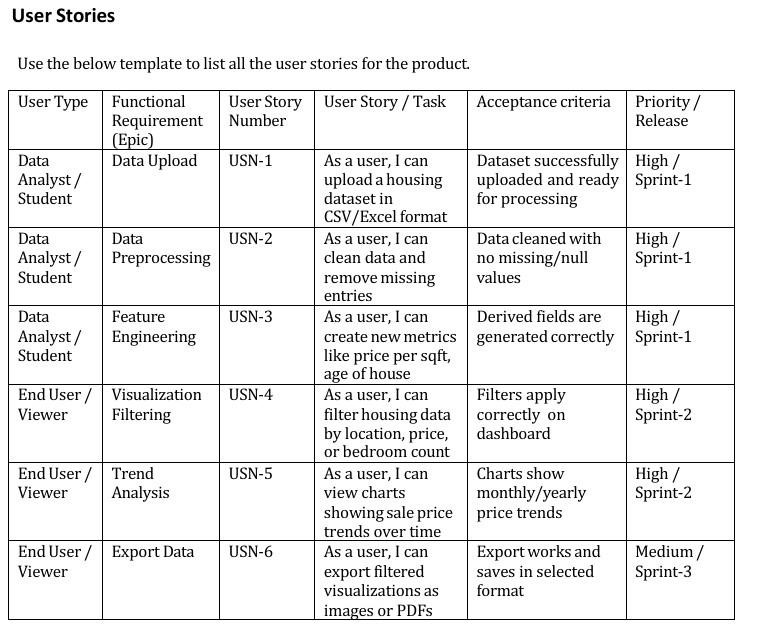 User Stories
Use the below template to list all the user stories for the product.
User Type
Functional
Requirement
(Epic)
User Story
Number
User Story / Task
Acceptance criteria
Priority /
Release
Data
Analyst /
Student
Data Upload
USN-1
As a user, I can
upload a housing
dataset in
CSV/Excel format
Dataset successfully
uploaded and ready
for processing
High /
Sprint-1
Data
Analyst /
Student
Data
Preprocessing
USN-2
As a user, I can
clean data and
remove missing
entries
Data cleaned with
no missing/null
values
High /
Sprint-1
Data
Analyst /
Student
Feature
Engineering
USN-3
As a user, I can
create new metrics
like price per sqft,
age of house
Derived fields are
generated correctly
High /
Sprint-1
End User /
Viewer
Visualization
Filtering
USN-4
As a user, I can
filter housing data
by location, price,
or bedroom count
Filters apply
correctly on
dashboard
High /
Sprint-2
End User /
Viewer
Trend
Analysis
USN-5
As a user, I can
view charts
showing sale price
trends over time
Charts show
monthly/yearly
price trends
High /
Sprint-2
End User /
Viewer
Export Data
USN-6
As a user, I can
export filtered
visualizations as
images or PDFs
Export works and
saves in selected
format
Medium /
Sprint-3